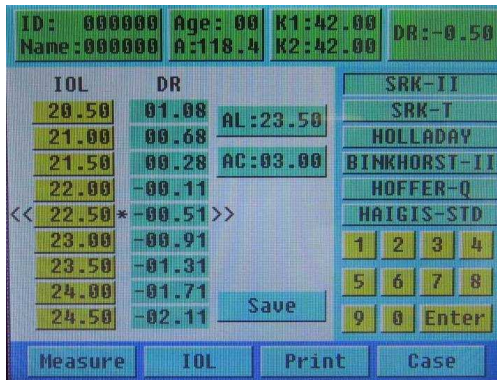 ID: 000000 Age: 00 K1:42.00 DR:-0.50
Name:000000 A:118.4 K2:42.00
IOL DR SRK-II
20.50 01.08 AL:23.50 SRK-T
21.00 00.68 HOLLADAY
21.50 00.28 AC:03.00 BINKHORST-II
22.00 -00.11 HOFFER-Q
<< 22.50 *-00.51 >> HAIGIS-STD
23.00 -00.91 1 2 3 4
23.50 -01.31 5 6 7 8
24.00 -01.71 Save
24.50 -02.11 9 0 Enter
Measure IOL Print Case